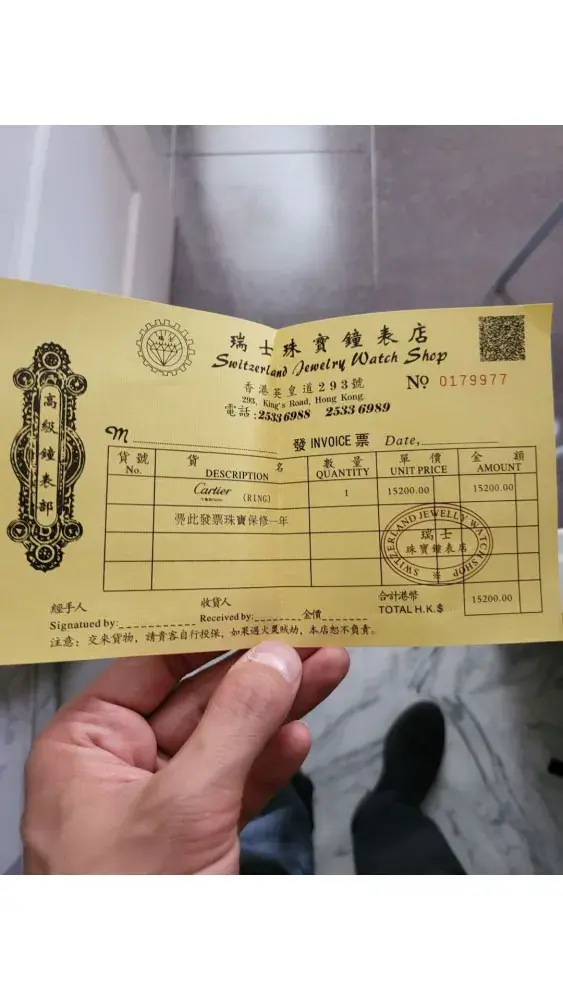 瑞士珠寶鐘表店
Switzerland Jewelry Watch Shop
香港英皇道293號
293, King's Road, Hong Kong
電話:25336988 25336989
No 0179977
高級鐘表部
M
發 INVOICE 票 Date,
貨號 貨名 數量 單價 金額
No. DESCRIPTION QUANTITY UNIT PRICE AMOUNT
Cartier (RING) 1 15200.00 15200.00
凴此發票珠寶保修一年
SWITZERLAND JEWELLY WATCH SHOP
瑞士
珠寶鐘表店
經手人 收貨人 合計港幣
Signatued by: Received by: 金價 TOTAL H.K.$ 15200.00
注意:交來貨物,請貴客自行投保,如果遇火災賊劫,本店恕不負責。